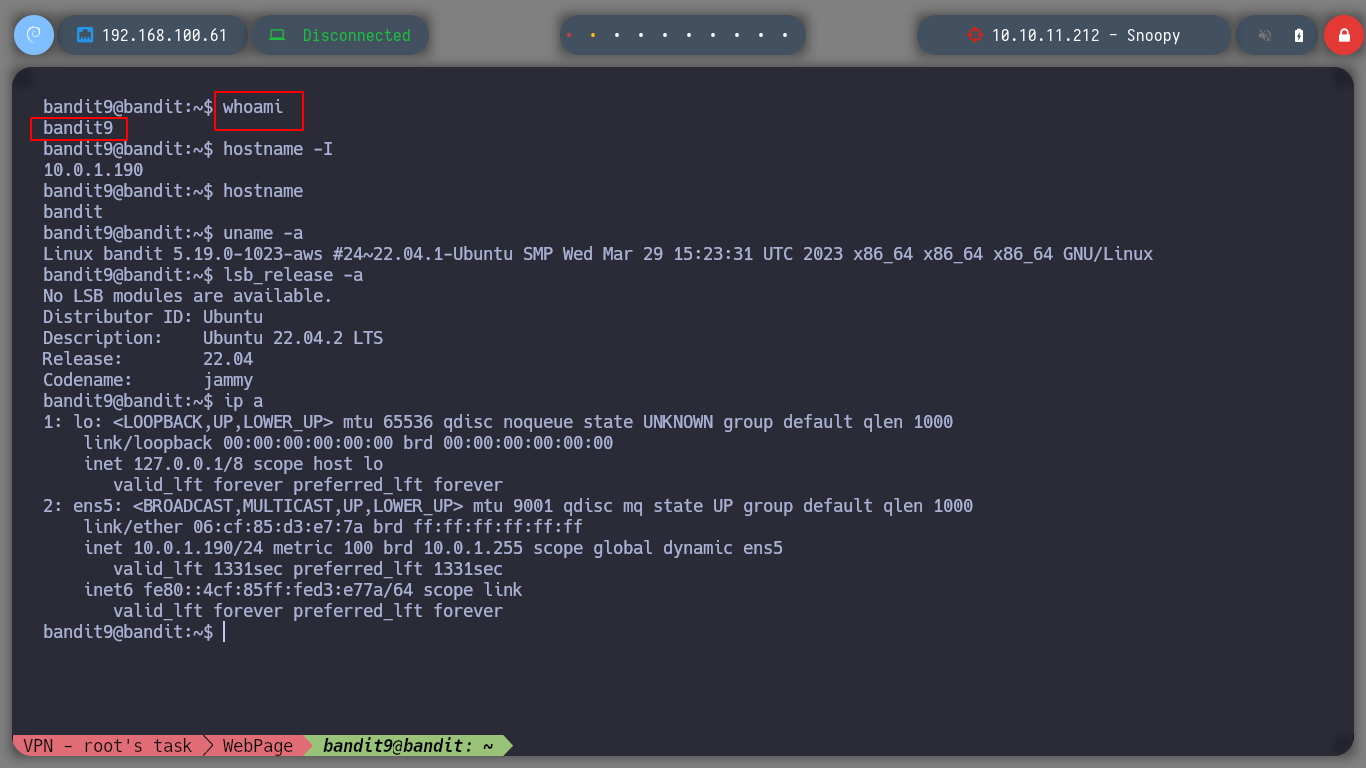 192.168.100.61 Disconnected 10.10.11.212 - Snoopy
bandit9@bandit:~$ whoami
bandit9
bandit9@bandit:~$ hostname -I
10.0.1.190
bandit9@bandit:~$ hostname
bandit
bandit9@bandit:~$ uname -a
Linux bandit 5.19.0-1023-aws #24~22.04.1-Ubuntu SMP Wed Mar 29 15:23:31 UTC 2023 x86_64 x86_64 x86_64 GNU/Linux
bandit9@bandit:~$ lsb_release -a
No LSB modules are available.
Distributor ID: Ubuntu
Description:    Ubuntu 22.04.2 LTS
Release:        22.04
Codename:       jammy
bandit9@bandit:~$ ip a
1: lo: <LOOPBACK,UP,LOWER_UP> mtu 65536 qdisc noqueue state UNKNOWN group default qlen 1000
    link/loopback 00:00:00:00:00:00 brd 00:00:00:00:00:00
    inet 127.0.0.1/8 scope host lo
       valid_lft forever preferred_lft forever
2: ens5: <BROADCAST,MULTICAST,UP,LOWER_UP> mtu 9001 qdisc mq state UP group default qlen 1000
    link/ether 06:cf:85:d3:e7:7a brd ff:ff:ff:ff:ff:ff
    inet 10.0.1.190/24 metric 100 brd 10.0.1.255 scope global dynamic ens5
       valid_lft 1331sec preferred_lft 1331sec
    inet6 fe80::4cf:85ff:fed3:e77a/64 scope link
       valid_lft forever preferred_lft forever
bandit9@bandit:~$
VPN - root's task WebPage bandit9@bandit: ~